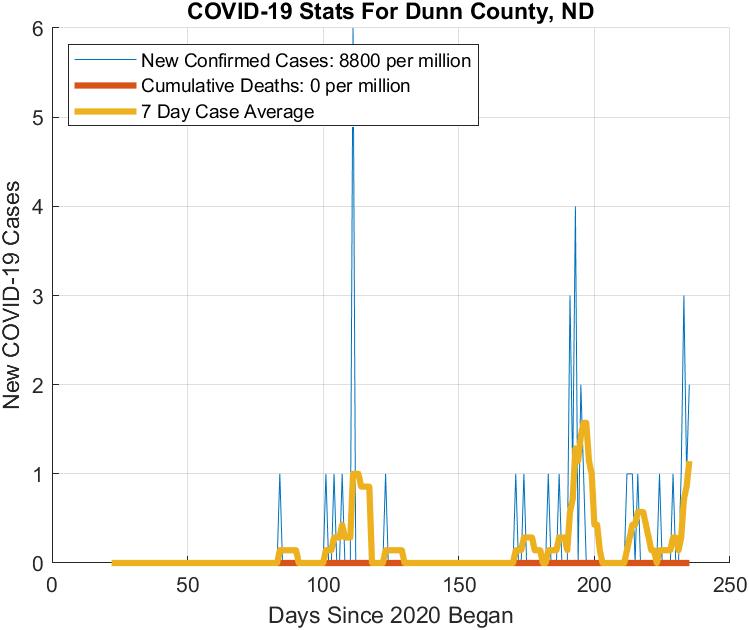 COVID-19 Stats For Dunn County, ND
New Confirmed Cases: 8800 per million
Cumulative Deaths: 0 per million
7 Day Case Average
New COVID-19 Cases
6
5
4
3
2
1
0
0 50 100 150 200 250
Days Since 2020 Began